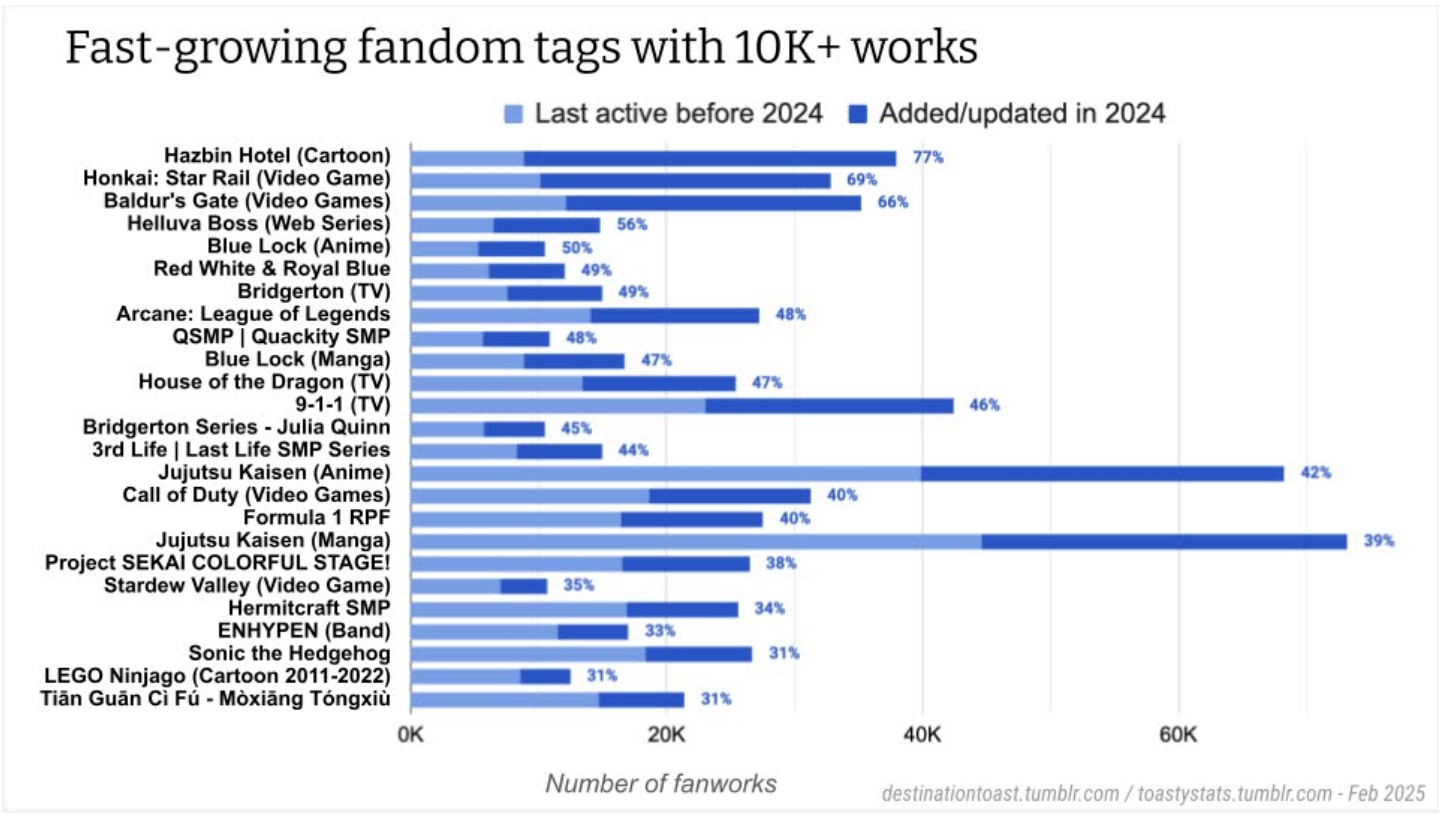 Fast-growing fandom tags with 10K+ works
Last active before 2024 Added/updated in 2024
Hazbin Hotel (Cartoon) 77%
Honkai: Star Rail (Video Game) 69%
Baldur's Gate (Video Games) 66%
Helluva Boss (Web Series) 56%
Blue Lock (Anime) 50%
Red White & Royal Blue 49%
Bridgerton (TV) 49%
Arcane: League of Legends 48%
QSMP | Quackity SMP 48%
Blue Lock (Manga) 47%
House of the Dragon (TV) 47%
9-1-1 (TV) 46%
Bridgerton Series - Julia Quinn 45%
3rd Life | Last Life SMP Series 44%
Jujutsu Kaisen (Anime) 42%
Call of Duty (Video Games) 40%
Formula 1 RPF 40%
Jujutsu Kaisen (Manga) 39%
Project SEKAI COLORFUL STAGE! 38%
Stardew Valley (Video Game) 35%
Hermitcraft SMP 34%
ENHYPEN (Band) 33%
Sonic the Hedgehog 31%
LEGO Ninjago (Cartoon 2011-2022) 31%
Tiān Guān Cì Fú - Mòxiāng Tóngxiù 31%
0K 20K 40K 60K
Number of fanworks
destinationtoast.tumblr.com / toastystats.tumblr.com - Feb 2025